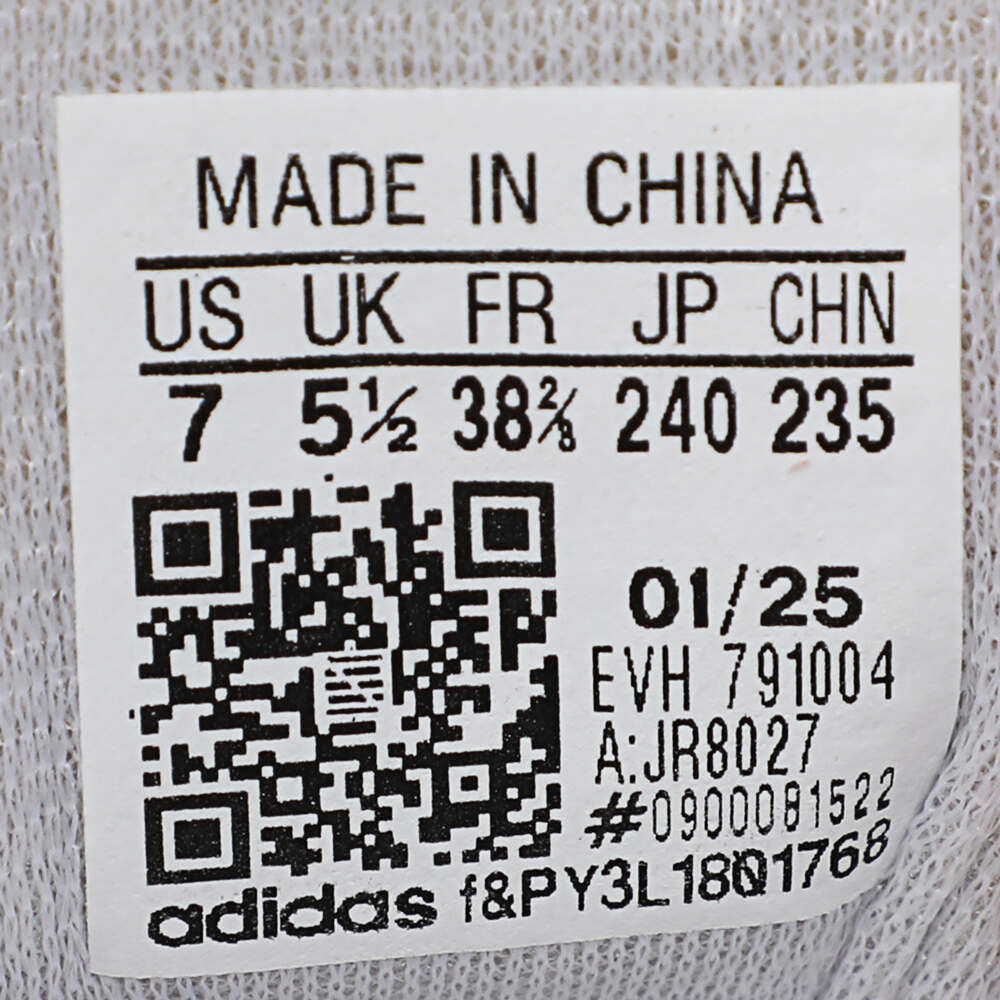 MADE IN CHINA
US UK FR JP CHN
7 5½ 38⅔ 240 235
01/25
EVH 791004
A:JR8027
#0900081522
adidas f&PY3L18Q1768